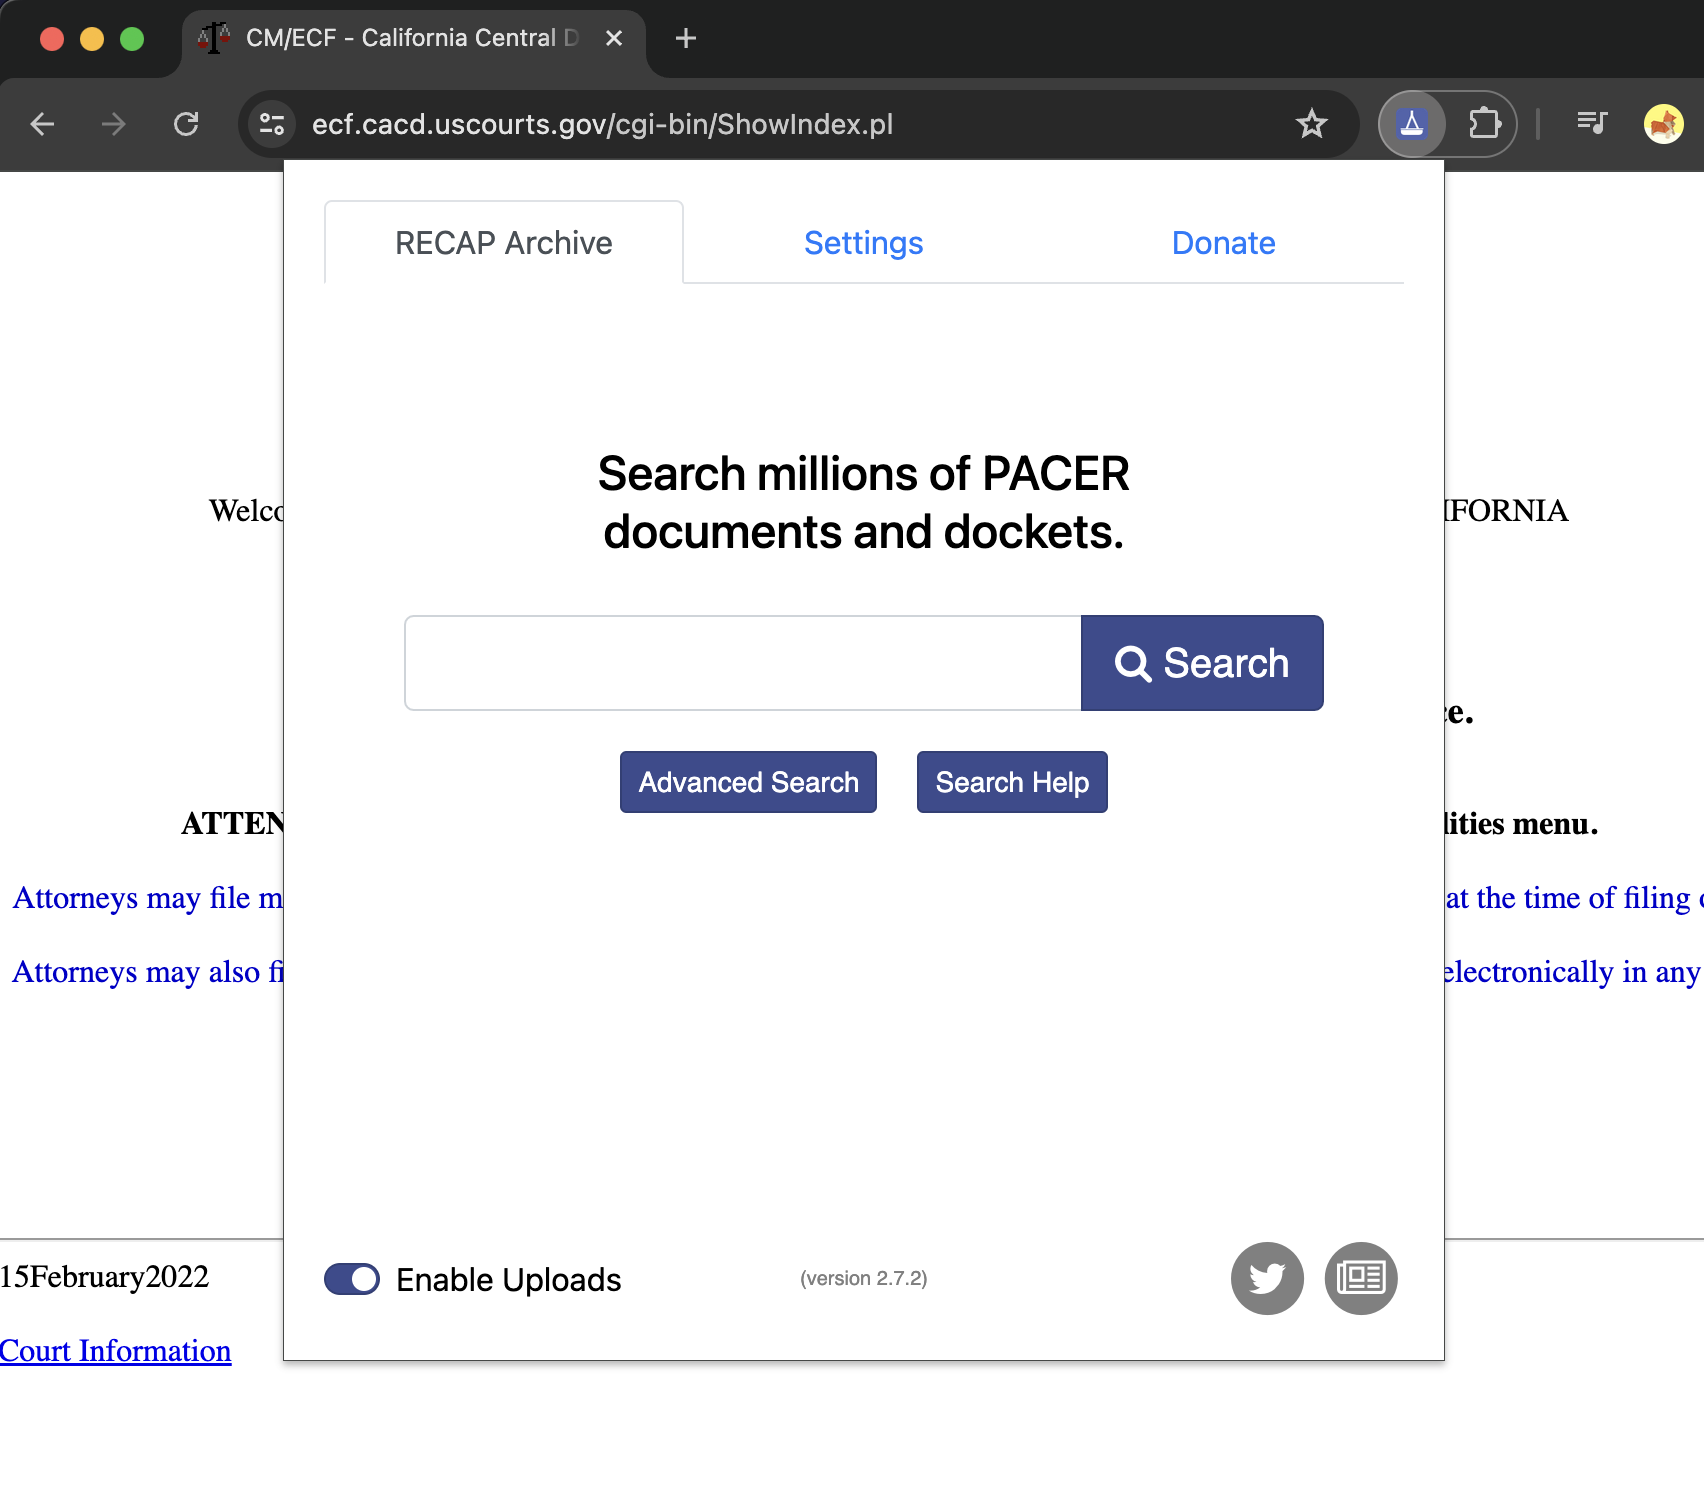 CM/ECF - California Central D
ecf.cacd.uscourts.gov/cgi-bin/ShowIndex.pl
RECAP Archive
Settings
Donate
Search millions of PACER
documents and dockets.
Welco
IFORNIA
Search
ce.
Advanced Search
Search Help
ATTEN
lities menu.
Attorneys may file m
at the time of filing
Attorneys may also fi
electronically in any
15February2022
Enable Uploads
(version 2.7.2)
Court Information